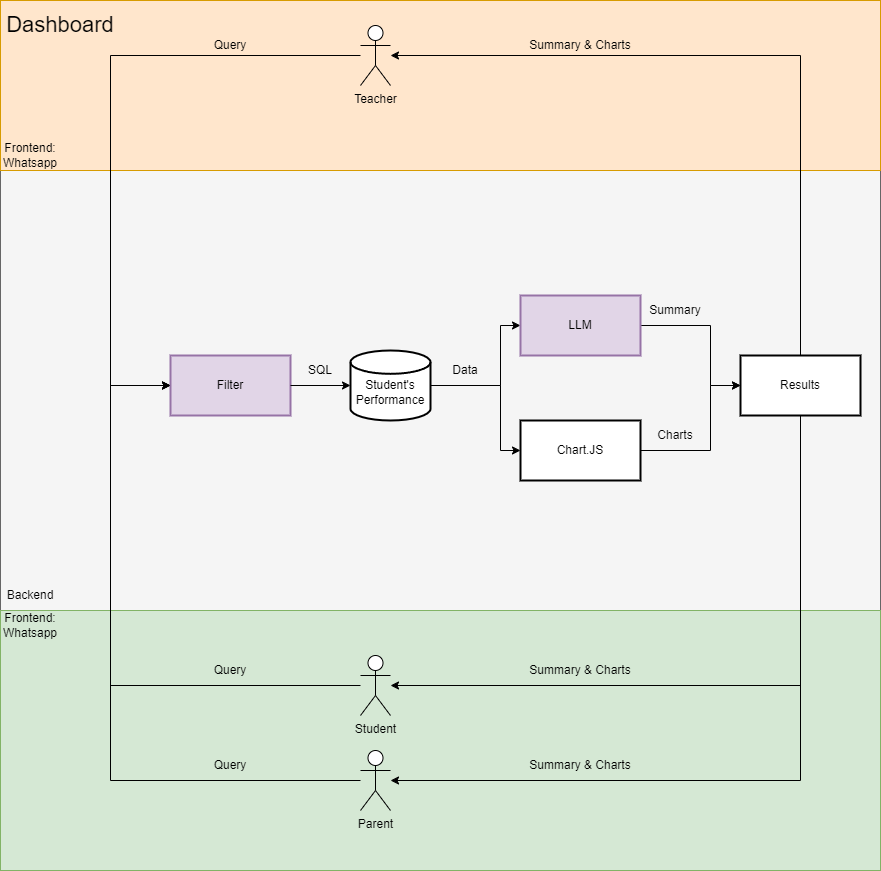 Dashboard
Query
Summary & Charts
Teacher
Frontend:
Whatsapp
LLM
Summary
Filter
SQL
Student's
Performance
Data
Results
Chart.JS
Charts
Backend
Frontend:
Whatsapp
Query
Summary & Charts
Student
Query
Summary & Charts
Parent